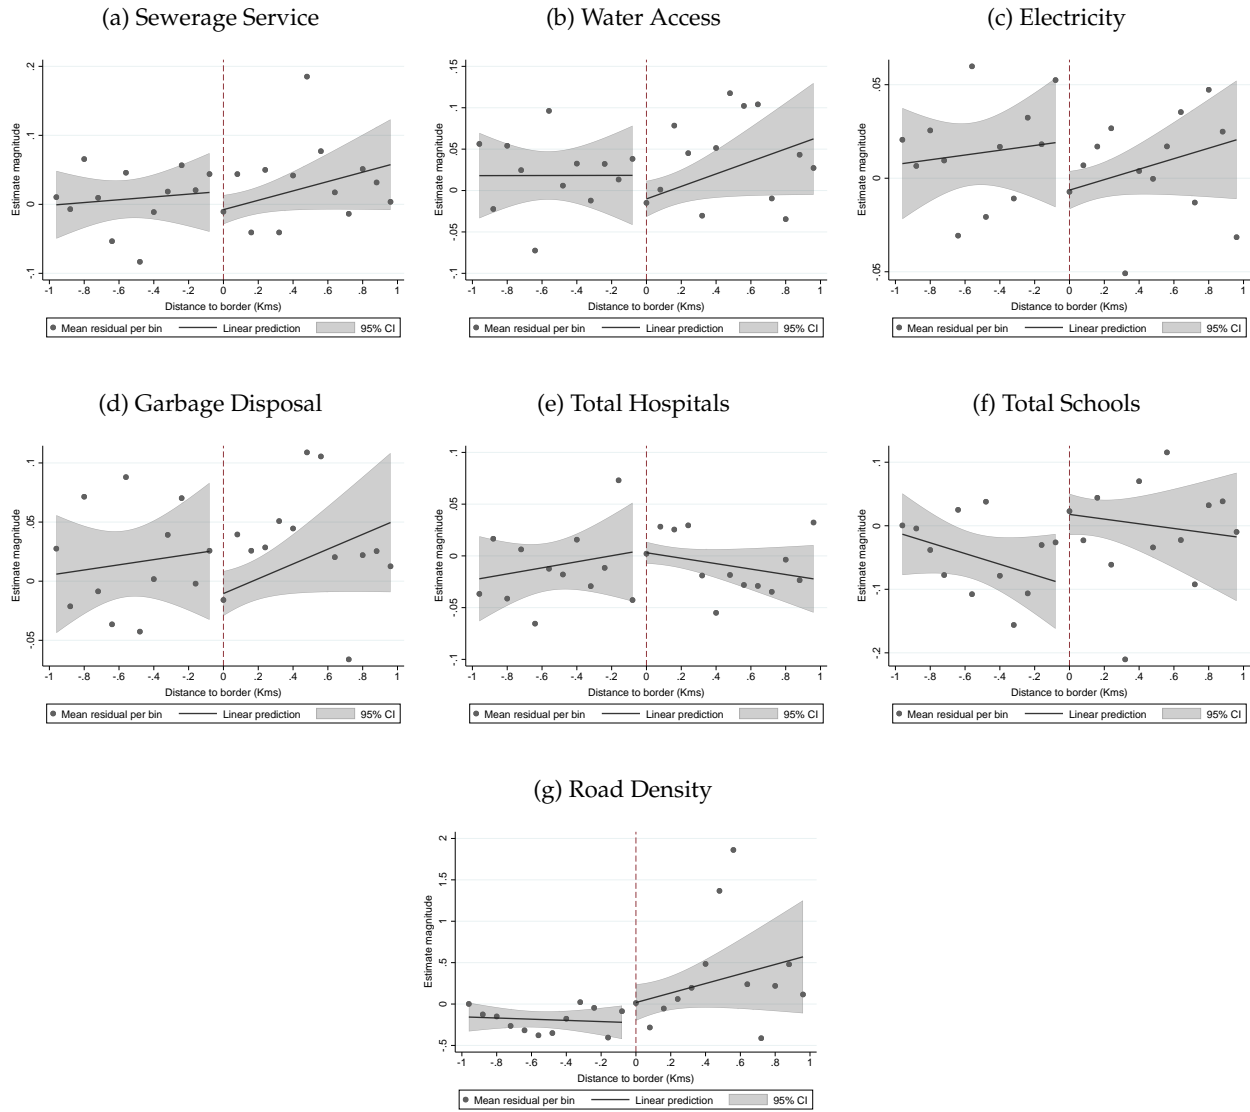 (a) Sewerage Service
(b) Water Access
(c) Electricity
Estimate magnitude
-.1 0 .1 .2
-1 -.8 -.6 -.4 -.2 0 .2 .4 .6 .8 1
Distance to border (Kms)
Mean residual per bin Linear prediction 95% CI
Estimate magnitude
-.1 -.05 0 .05 .1 .15
-1 -.8 -.6 -.4 -.2 0 .2 .4 .6 .8 1
Distance to border (Kms)
Mean residual per bin Linear prediction 95% CI
Estimate magnitude
-.05 0 .05
-1 -.8 -.6 -.4 -.2 0 .2 .4 .6 .8 1
Distance to border (Kms)
Mean residual per bin Linear prediction 95% CI
(d) Garbage Disposal
(e) Total Hospitals
(f) Total Schools
Estimate magnitude
-.05 0 .05 .1
-1 -.8 -.6 -.4 -.2 0 .2 .4 .6 .8 1
Distance to border (Kms)
Mean residual per bin Linear prediction 95% CI
Estimate magnitude
-.1 -.05 0 .05 .1
-1 -.8 -.6 -.4 -.2 0 .2 .4 .6 .8 1
Distance to border (Kms)
Mean residual per bin Linear prediction 95% CI
Estimate magnitude
-.2 -.1 0 .1
-1 -.8 -.6 -.4 -.2 0 .2 .4 .6 .8 1
Distance to border (Kms)
Mean residual per bin Linear prediction 95% CI
(g) Road Density
Estimate magnitude
-.5 0 .5 1 1.5 2
-1 -.8 -.6 -.4 -.2 0 .2 .4 .6 .8 1
Distance to border (Kms)
Mean residual per bin Linear prediction 95% CI